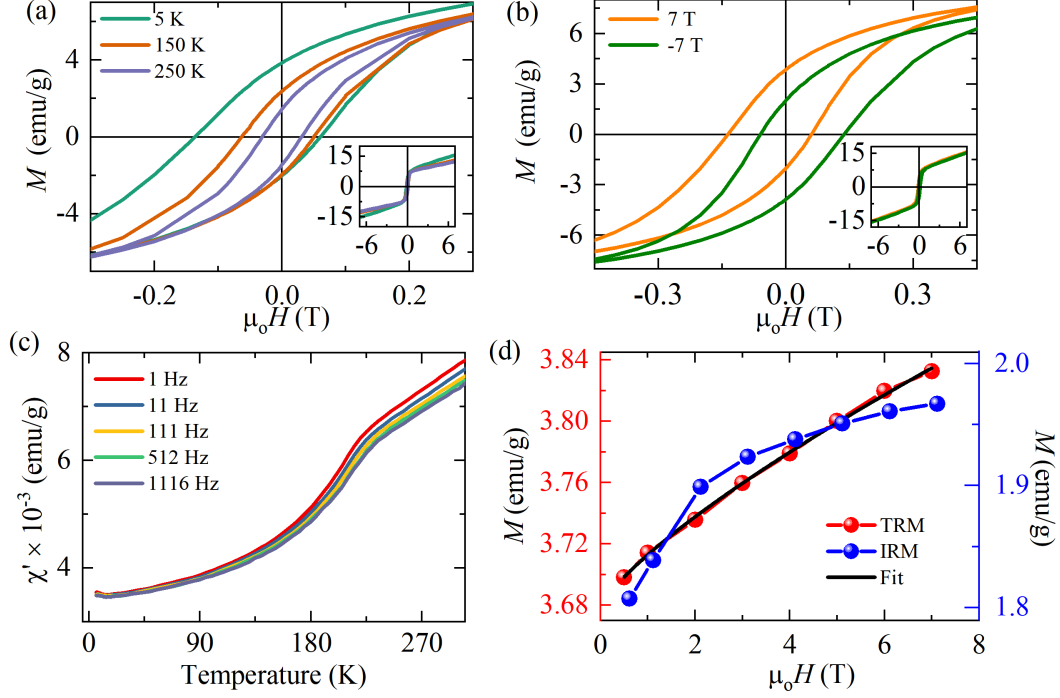 (a)
5 K
150 K
250 K
4
0
-4
M (emu/g)
-0.2
0.0
0.2
μₒH (T)
15
0
-15
-6
0
6
(b)
7 T
-7 T
6
3
0
-3
-6
M (emu/g)
-0.3
0.0
0.3
μₒH (T)
15
0
-15
-6
0
6
(c)
1 Hz
11 Hz
111 Hz
512 Hz
1116 Hz
8
6
4
χ' × 10⁻³ (emu/g)
0
90
180
270
Temperature (K)
(d)
3.84
3.80
3.76
3.72
3.68
M (emu/g)
TRM
IRM
Fit
0
2
4
6
8
μₒH (T)
2.0
1.9
1.8
M (emu/g)